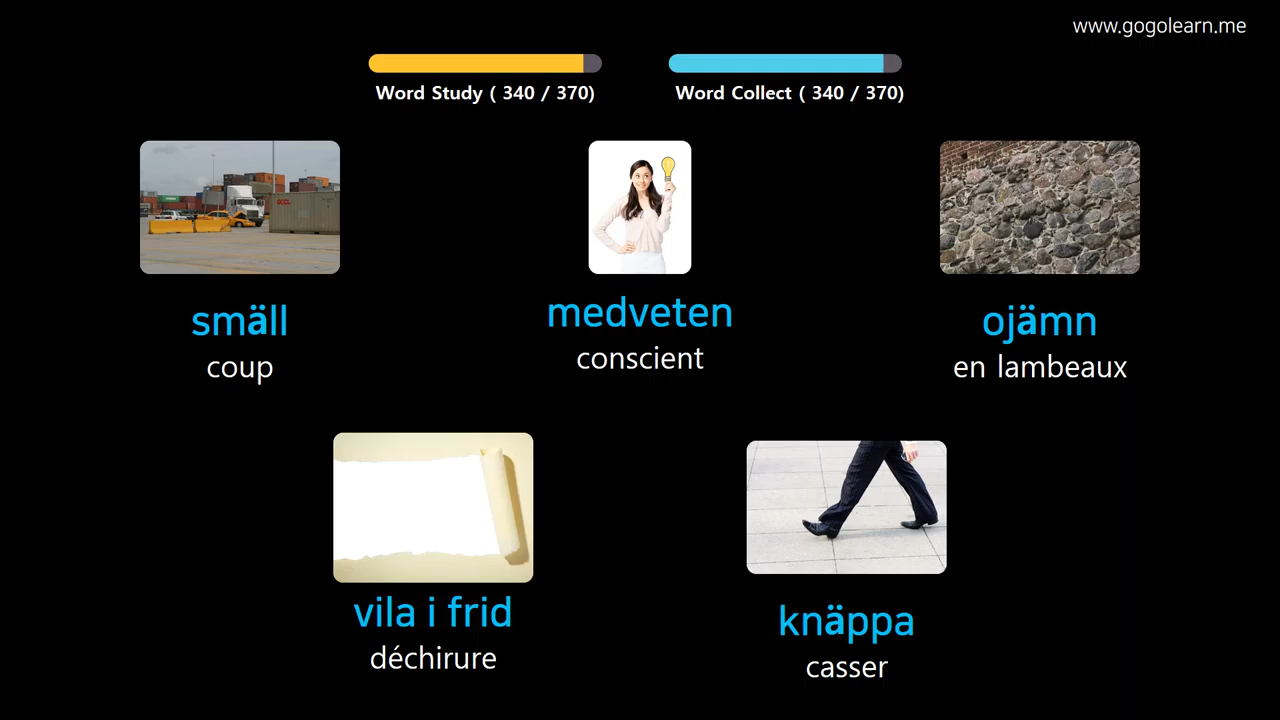 www.gogolearn.me
Word Study ( 340 / 370)
Word Collect ( 340 / 370)
smäll
coup
medveten
conscient
ojämn
en lambeaux
vila i frid
déchirure
knäppa
casser